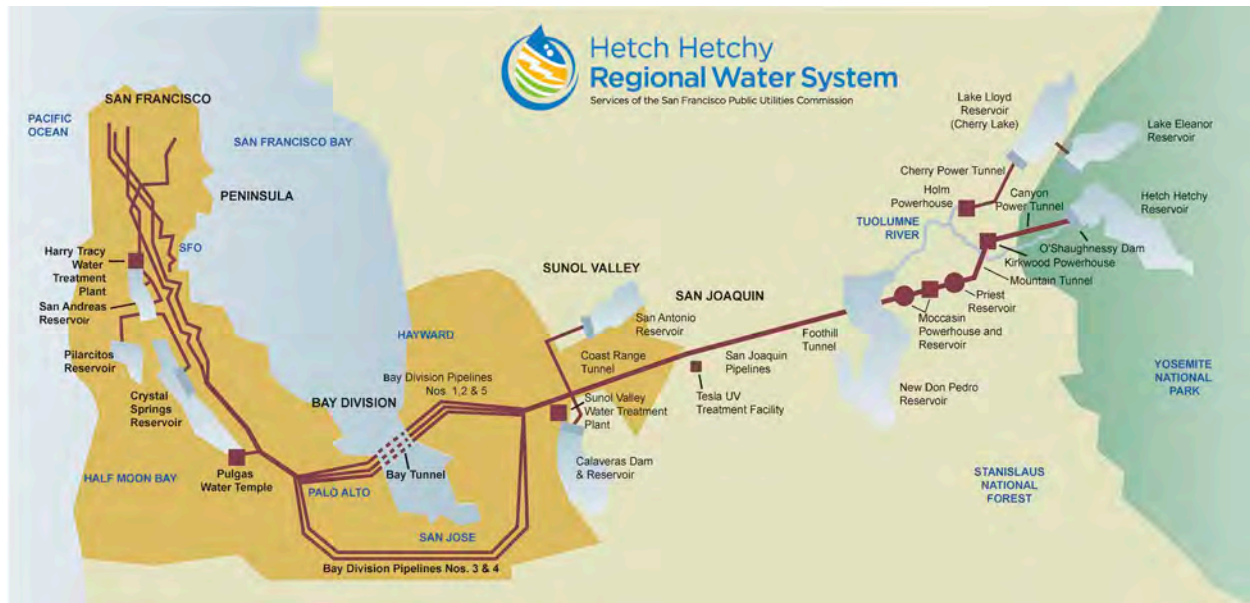 Hetch Hetchy
Regional Water System
Services of the San Francisco Public Utilities Commission
SAN FRANCISCO
PACIFIC
OCEAN
SAN FRANCISCO BAY
PENINSULA
SFO
Harry Tracy
Water
Treatment
Plant
San Andreas
Reservoir
Pilarcitos
Reservoir
Crystal
Springs
Reservoir
HALF MOON BAY
Pulgas
Water Temple
PALO ALTO
SAN JOSE
Bay Division Pipelines Nos. 3 & 4
BAY DIVISION
Bay Tunnel
HAYWARD
Bay Division Pipelines
Nos. 1,2 & 5
SUNOL VALLEY
San Antonio
Reservoir
Coast Range
Tunnel
Sunol Valley
Water Treatment
Plant
Calaveras Dam
& Reservoir
SAN JOAQUIN
San Joaquin
Pipelines
Tesla UV
Treatment Facility
Foothill
Tunnel
New Don Pedro
Reservoir
TUOLUMNE
RIVER
Lake Lloyd
Reservoir
(Cherry Lake)
Lake Eleanor
Reservoir
Cherry Power Tunnel
Holm
Powerhouse
Canyon
Power Tunnel
Hetch Hetchy
Reservoir
O'Shaughnessy Dam
Kirkwood Powerhouse
Mountain Tunnel
Priest
Reservoir
Moccasin
Powerhouse and
Reservoir
YOSEMITE
NATIONAL
PARK
STANISLAUS
NATIONAL
FOREST